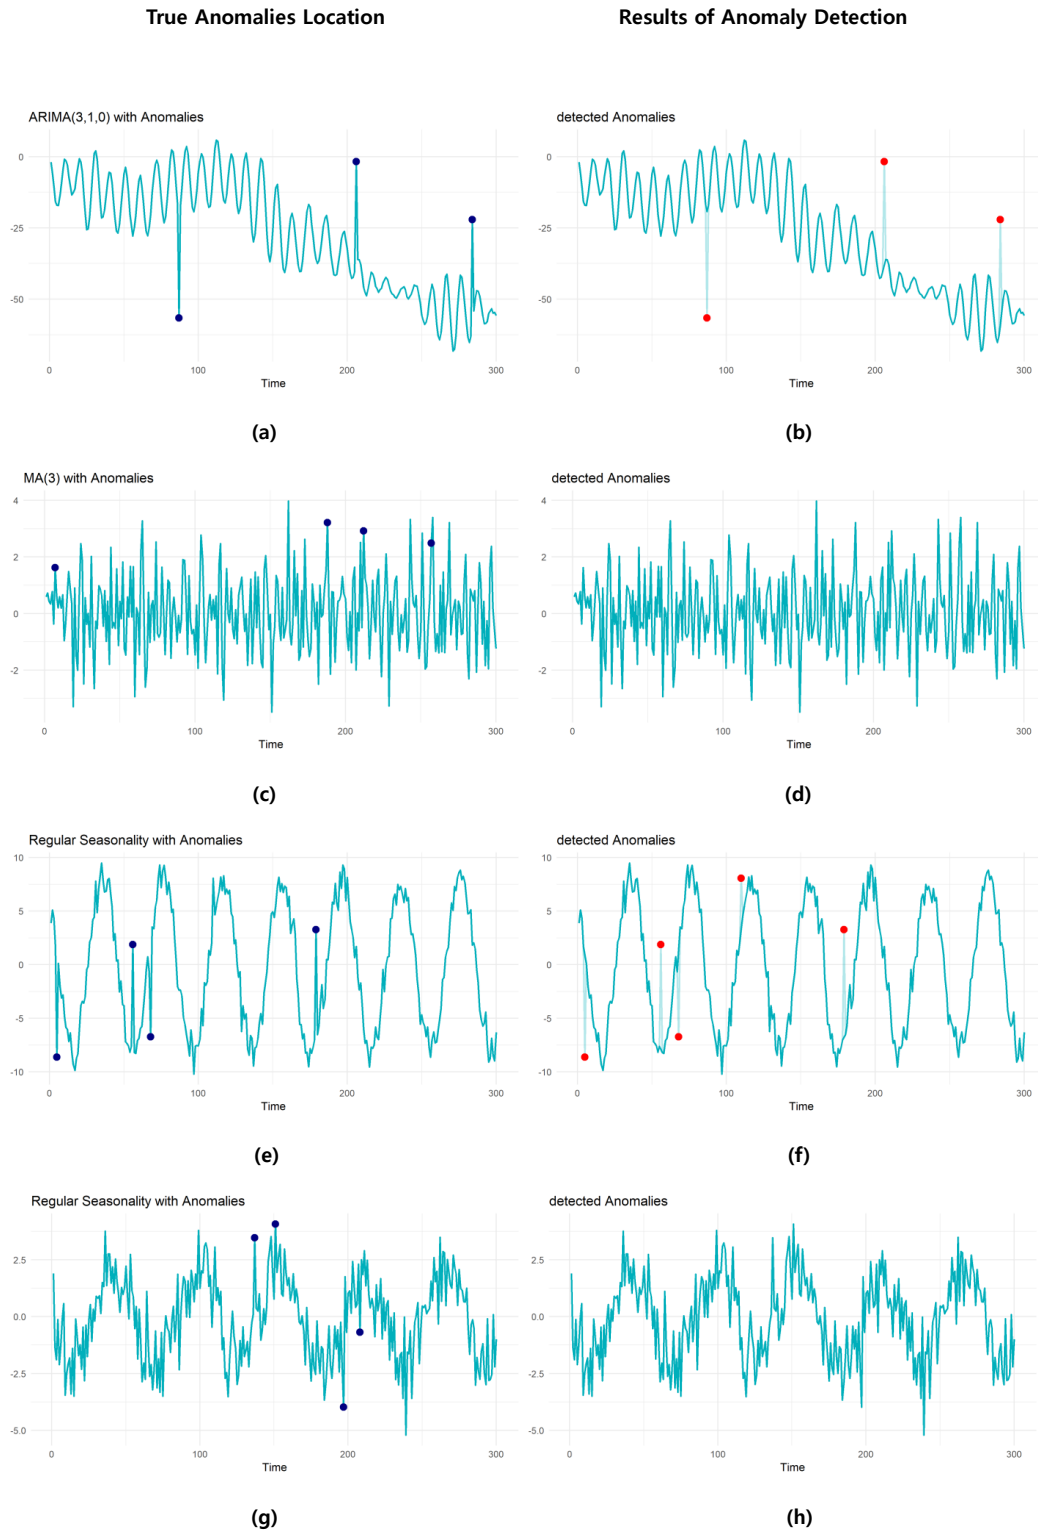 True Anomalies Location
Results of Anomaly Detection
ARIMA(3,1,0) with Anomalies
0
-25
-50
0 100 200 300
Time
(a)
detected Anomalies
0
-25
-50
0 100 200 300
Time
(b)
MA(3) with Anomalies
4
2
0
-2
0 100 200 300
Time
(c)
detected Anomalies
4
2
0
-2
0 100 200 300
Time
(d)
Regular Seasonality with Anomalies
10
5
0
-5
-10
0 100 200 300
Time
(e)
detected Anomalies
10
5
0
-5
-10
0 100 200 300
Time
(f)
Regular Seasonality with Anomalies
2.5
0.0
-2.5
-5.0
0 100 200 300
Time
(g)
detected Anomalies
2.5
0.0
-2.5
-5.0
0 100 200 300
Time
(h)